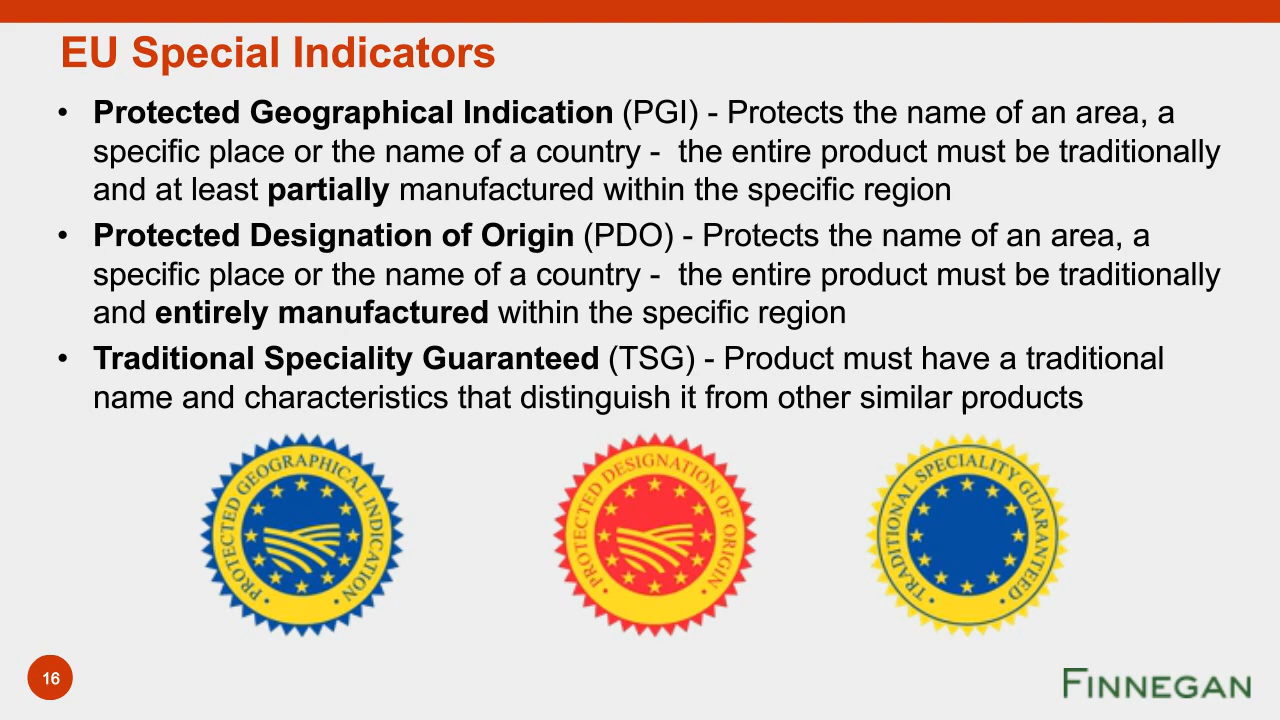 EU Special Indicators
• Protected Geographical Indication (PGI) - Protects the name of an area, a
specific place or the name of a country -  the entire product must be traditionally
and at least partially manufactured within the specific region
• Protected Designation of Origin (PDO) - Protects the name of an area, a
specific place or the name of a country -  the entire product must be traditionally
and entirely manufactured within the specific region
• Traditional Speciality Guaranteed (TSG) - Product must have a traditional
name and characteristics that distinguish it from other similar products
• PROTECTED GEOGRAPHICAL INDICATION •
• PROTECTED DESIGNATION OF ORIGIN •
• TRADITIONAL SPECIALITY GUARANTEED •
16
FINNEGAN